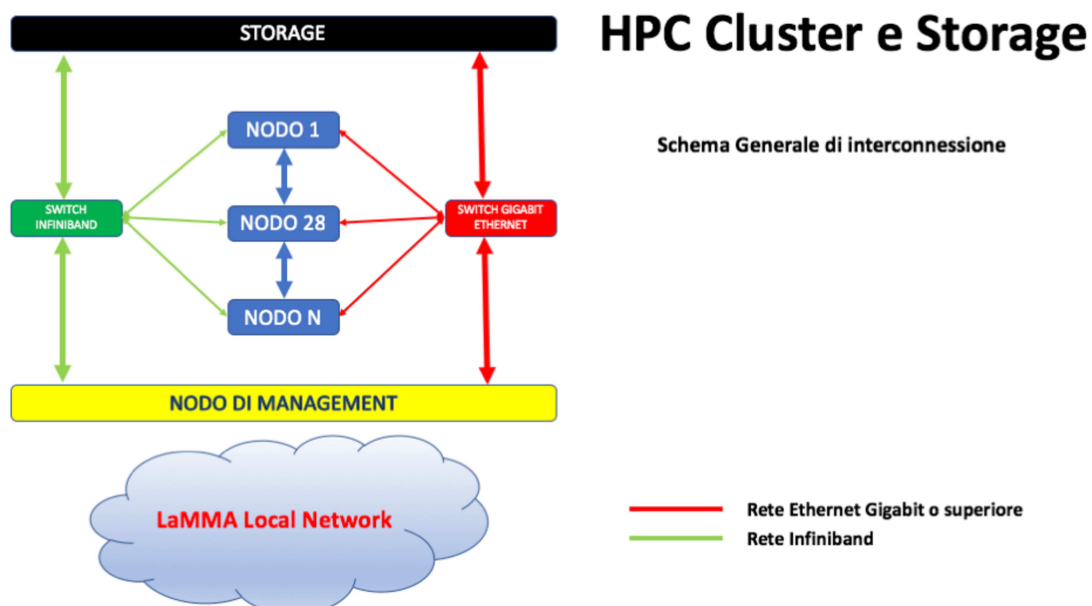 HPC Cluster e Storage
STORAGE
Schema Generale di interconnessione
NODO 1
SWITCH
INFINIBAND
NODO 28
SWITCH GIGABIT
ETHERNET
NODO N
NODO DI MANAGEMENT
LaMMA Local Network
Rete Ethernet Gigabit o superiore
Rete Infiniband